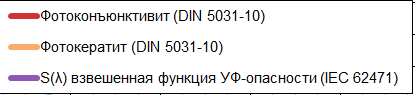 Фотоконъюнктивит (DIN 5031-10)
Фотокератит (DIN 5031-10)
S(λ) взвешенная функция УФ-опасности (IEC 62471)